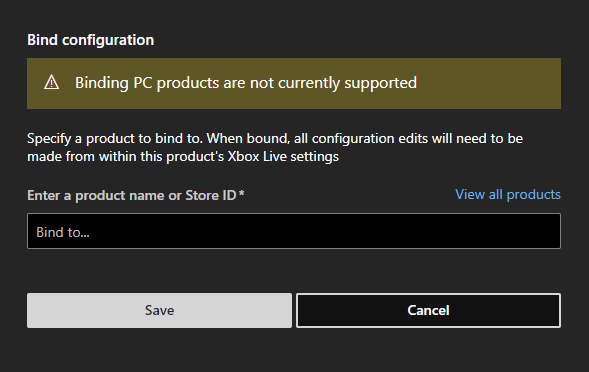 Bind configuration
Binding PC products are not currently supported
Specify a product to bind to. When bound, all configuration edits will need to be
made from within this product's Xbox Live settings
Enter a product name or Store ID*
View all products
Bind to...
Save
Cancel